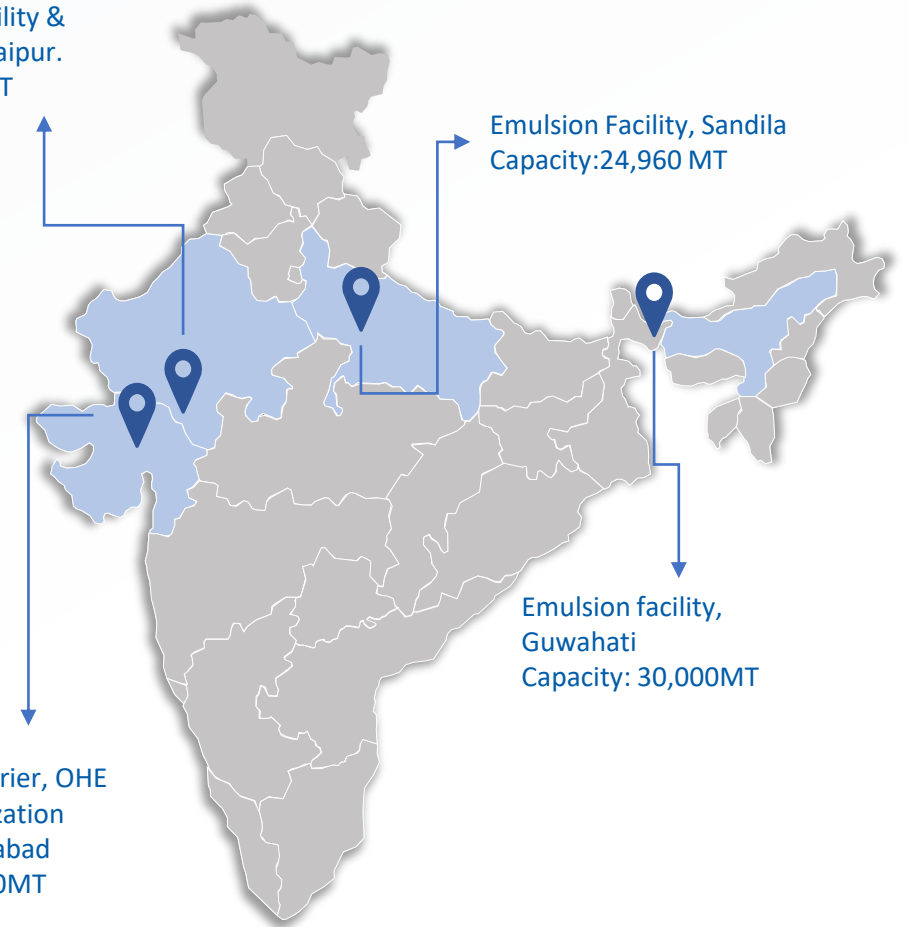 ility &
aipur.
T
Emulsion Facility, Sandila
Capacity:24,960 MT
Emulsion facility,
Guwahati
Capacity: 30,000MT
rier, OHE
zation
abad
0MT